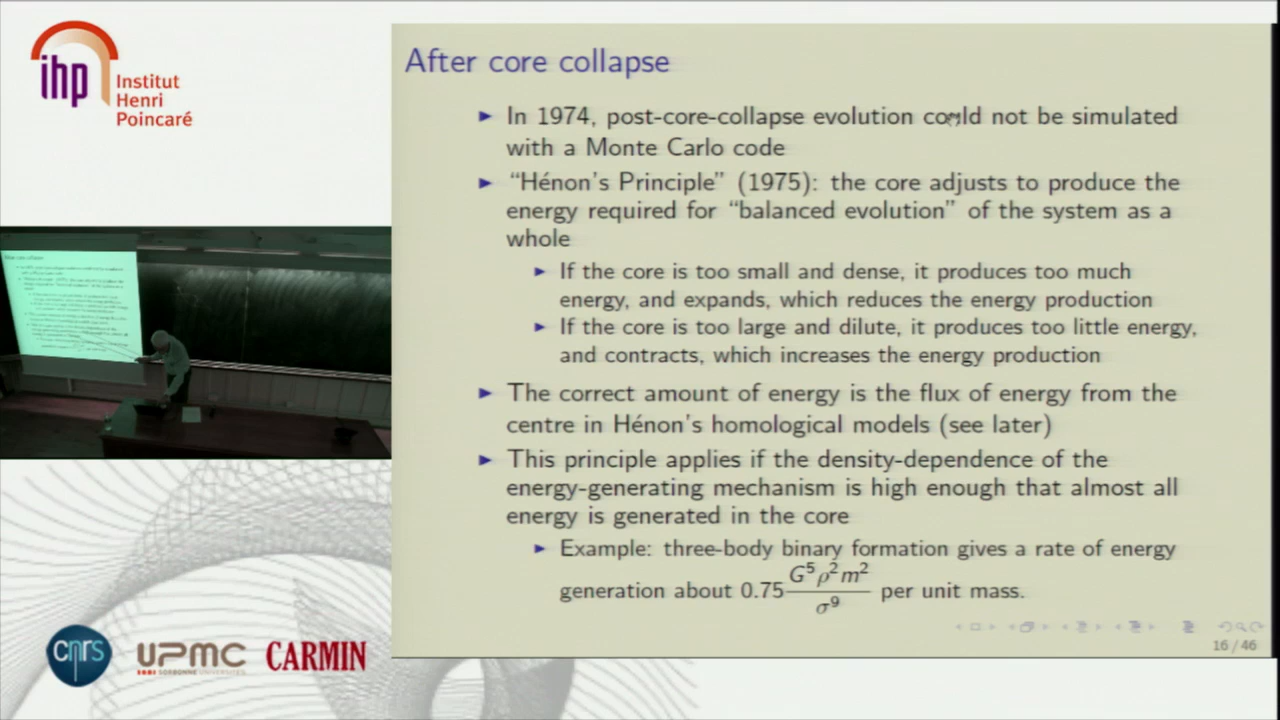 ihp
Institut
Henri
Poincaré
After core collapse
In 1974, post-core-collapse evolution could not be simulated
with a Monte Carlo code
“Hénon’s Principle” (1975): the core adjusts to produce the
energy required for “balanced evolution” of the system as a
whole
If the core is too small and dense, it produces too much
energy, and expands, which reduces the energy production
If the core is too large and dilute, it produces too little energy,
and contracts, which increases the energy production
The correct amount of energy is the flux of energy from the
centre in Hénon’s homological models (see later)
This principle applies if the density-dependence of the
energy-generating mechanism is high enough that almost all
energy is generated in the core
Example: three-body binary formation gives a rate of energy
generation about 0.75 G⁵ρ²m²/σ⁹ per unit mass.
16 / 46
cnrs
UPMC
SORBONNE UNIVERSITÉS
CARMIN